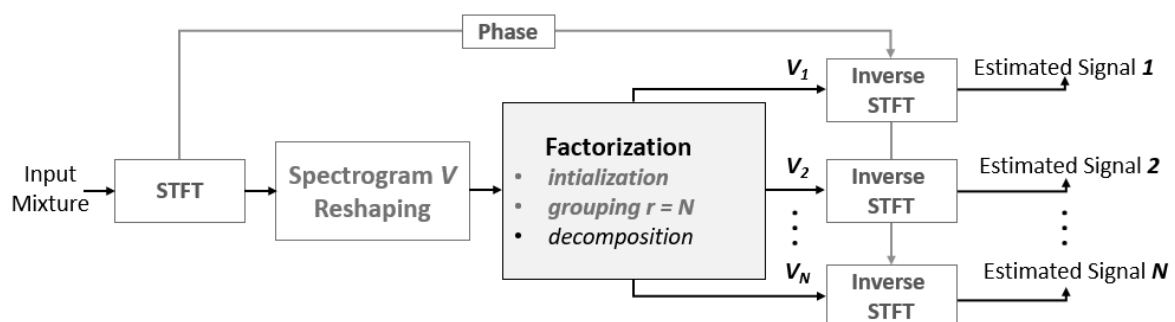 Phase
V1
Inverse
STFT
Estimated Signal 1
Input
Mixture
STFT
Spectrogram V
Reshaping
Factorization
• intialization
• grouping r = N
• decomposition
V2
Inverse
STFT
Estimated Signal 2
VN
Inverse
STFT
Estimated Signal N